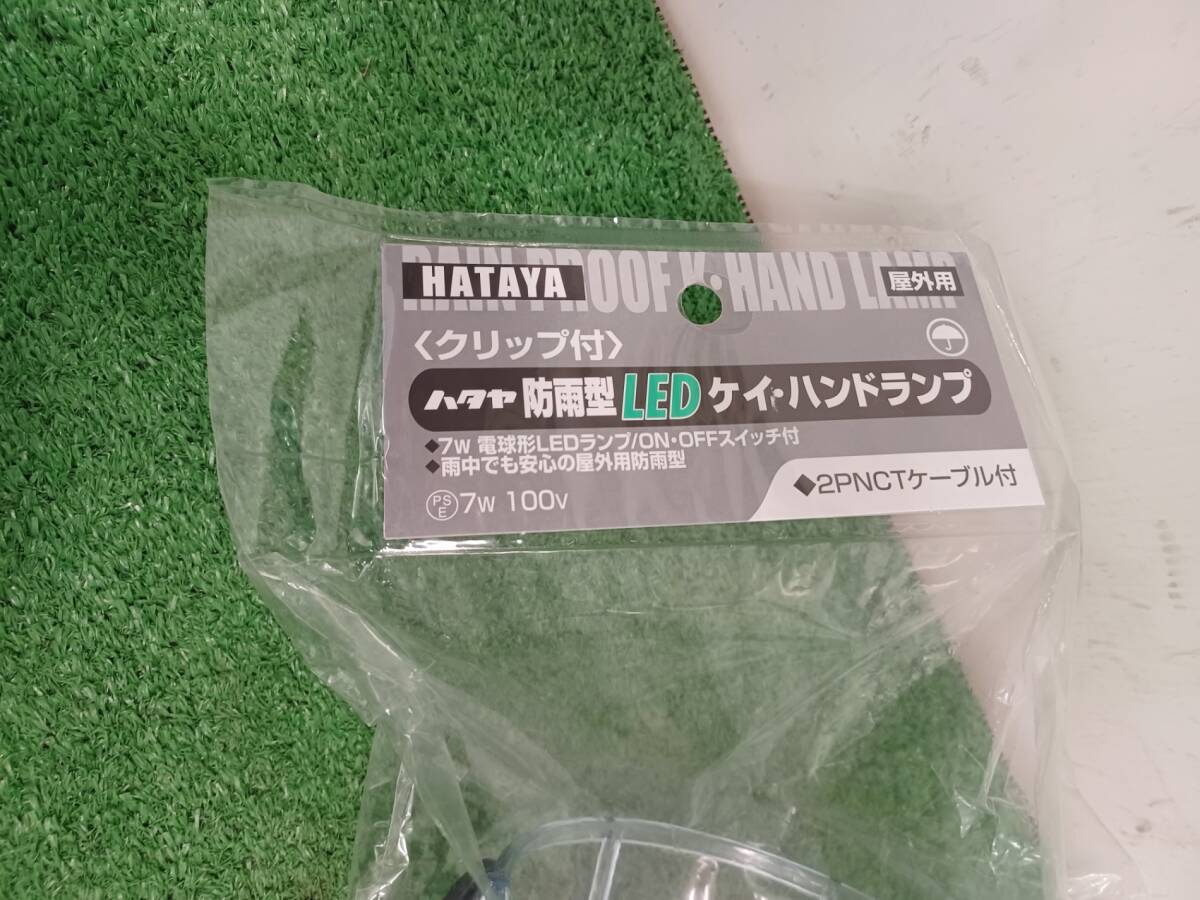 RAIN PROOF K・HAND LAMP
HATAYA
屋外用
〈クリップ付〉
ハタヤ 防雨型 LED ケイ・ハンドランプ
◆7W 電球形LEDランプ/ON・OFFスイッチ付
◆雨中でも安心の屋外用防雨型
PS E 7W 100V
◆2PNCTケーブル付